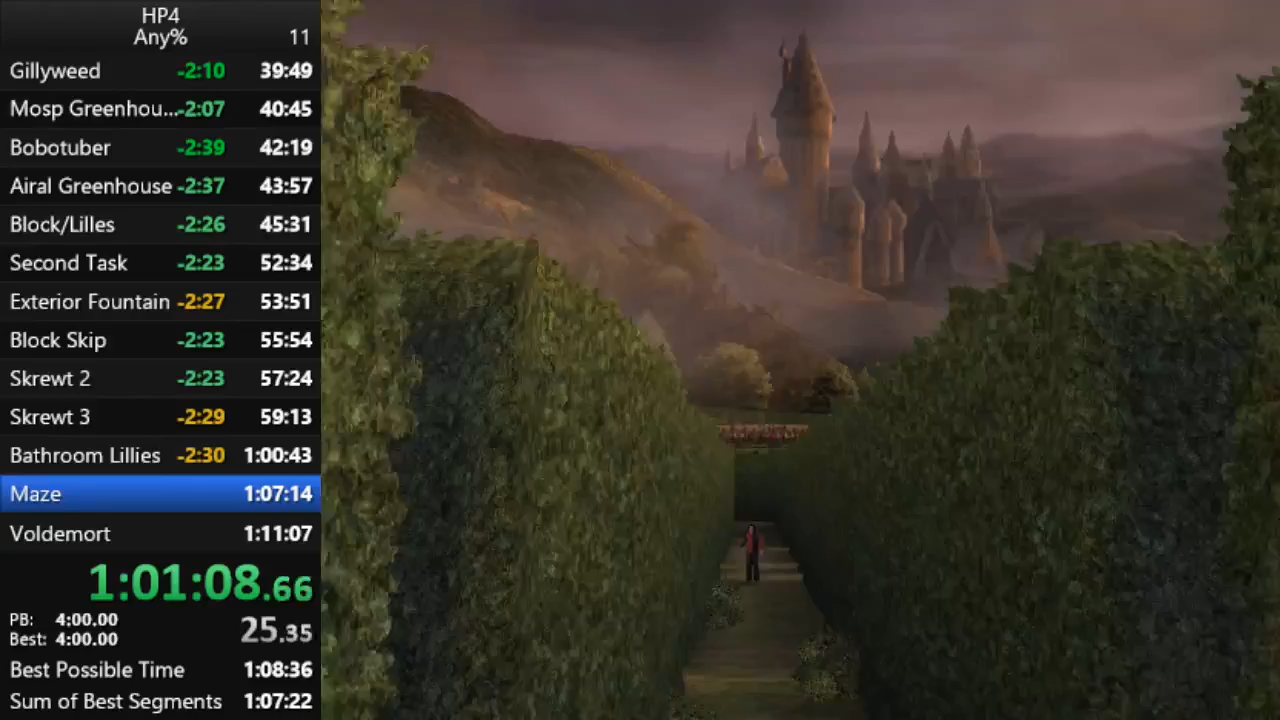 HP4
Any% 11
Gillyweed -2:10 39:49
Mosp Greenhou... -2:07 40:45
Bobotuber -2:39 42:19
Airal Greenhouse -2:37 43:57
Block/Lilles -2:26 45:31
Second Task -2:23 52:34
Exterior Fountain -2:27 53:51
Block Skip -2:23 55:54
Skrewt 2 -2:23 57:24
Skrewt 3 -2:29 59:13
Bathroom Lillies -2:30 1:00:43
Maze 1:07:14
Voldemort 1:11:07
1:01:08.66
PB: 4:00.00 25.35
Best: 4:00.00
Best Possible Time 1:08:36
Sum of Best Segments 1:07:22